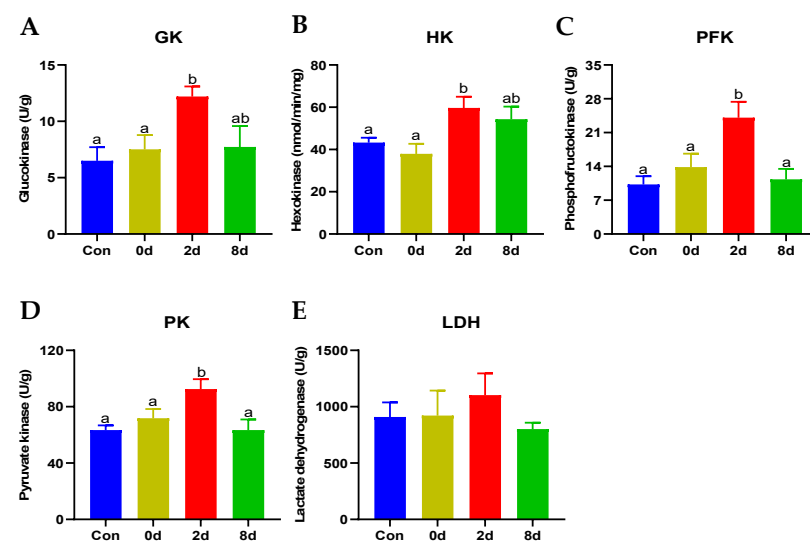 A
GK
Glucokinase (U/g)
15
10
5
0
a
a
b
ab
Con 0d 2d 8d
B
HK
Hexokinase (nmol/min/mg)
80
60
40
20
0
a
a
b
ab
Con 0d 2d 8d
C
PFK
Phosphofructokinase (U/g)
35
28
21
14
7
0
a
a
b
a
Con 0d 2d 8d
D
PK
Pyruvate kinase (U/g)
120
80
40
0
a
a
b
a
Con 0d 2d 8d
E
LDH
Lactate dehydrogenase (U/g)
1500
1000
500
0
Con 0d 2d 8d